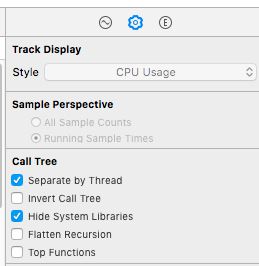 E
Track Display
Style CPU Usage
Sample Perspective
All Sample Counts
Running Sample Times
Call Tree
Separate by Thread
Invert Call Tree
Hide System Libraries
Flatten Recursion
Top Functions